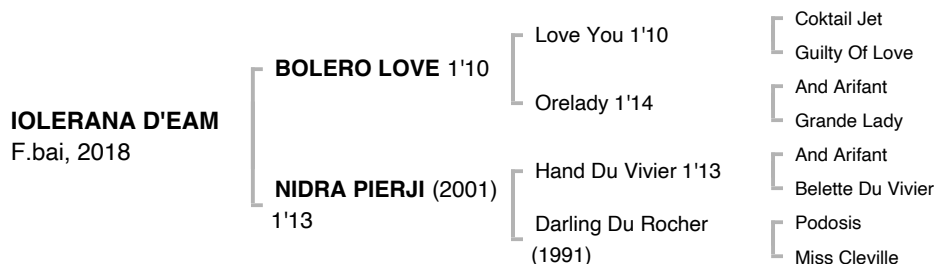 IOLERANA D'EAM
F.bai, 2018
BOLERO LOVE 1'10
NIDRA PIERJI (2001)
1'13
Love You 1'10
Orelady 1'14
Hand Du Vivier 1'13
Darling Du Rocher
(1991)
Coktail Jet
Guilty Of Love
And Arifant
Grande Lady
And Arifant
Belette Du Vivier
Podosis
Miss Cleville